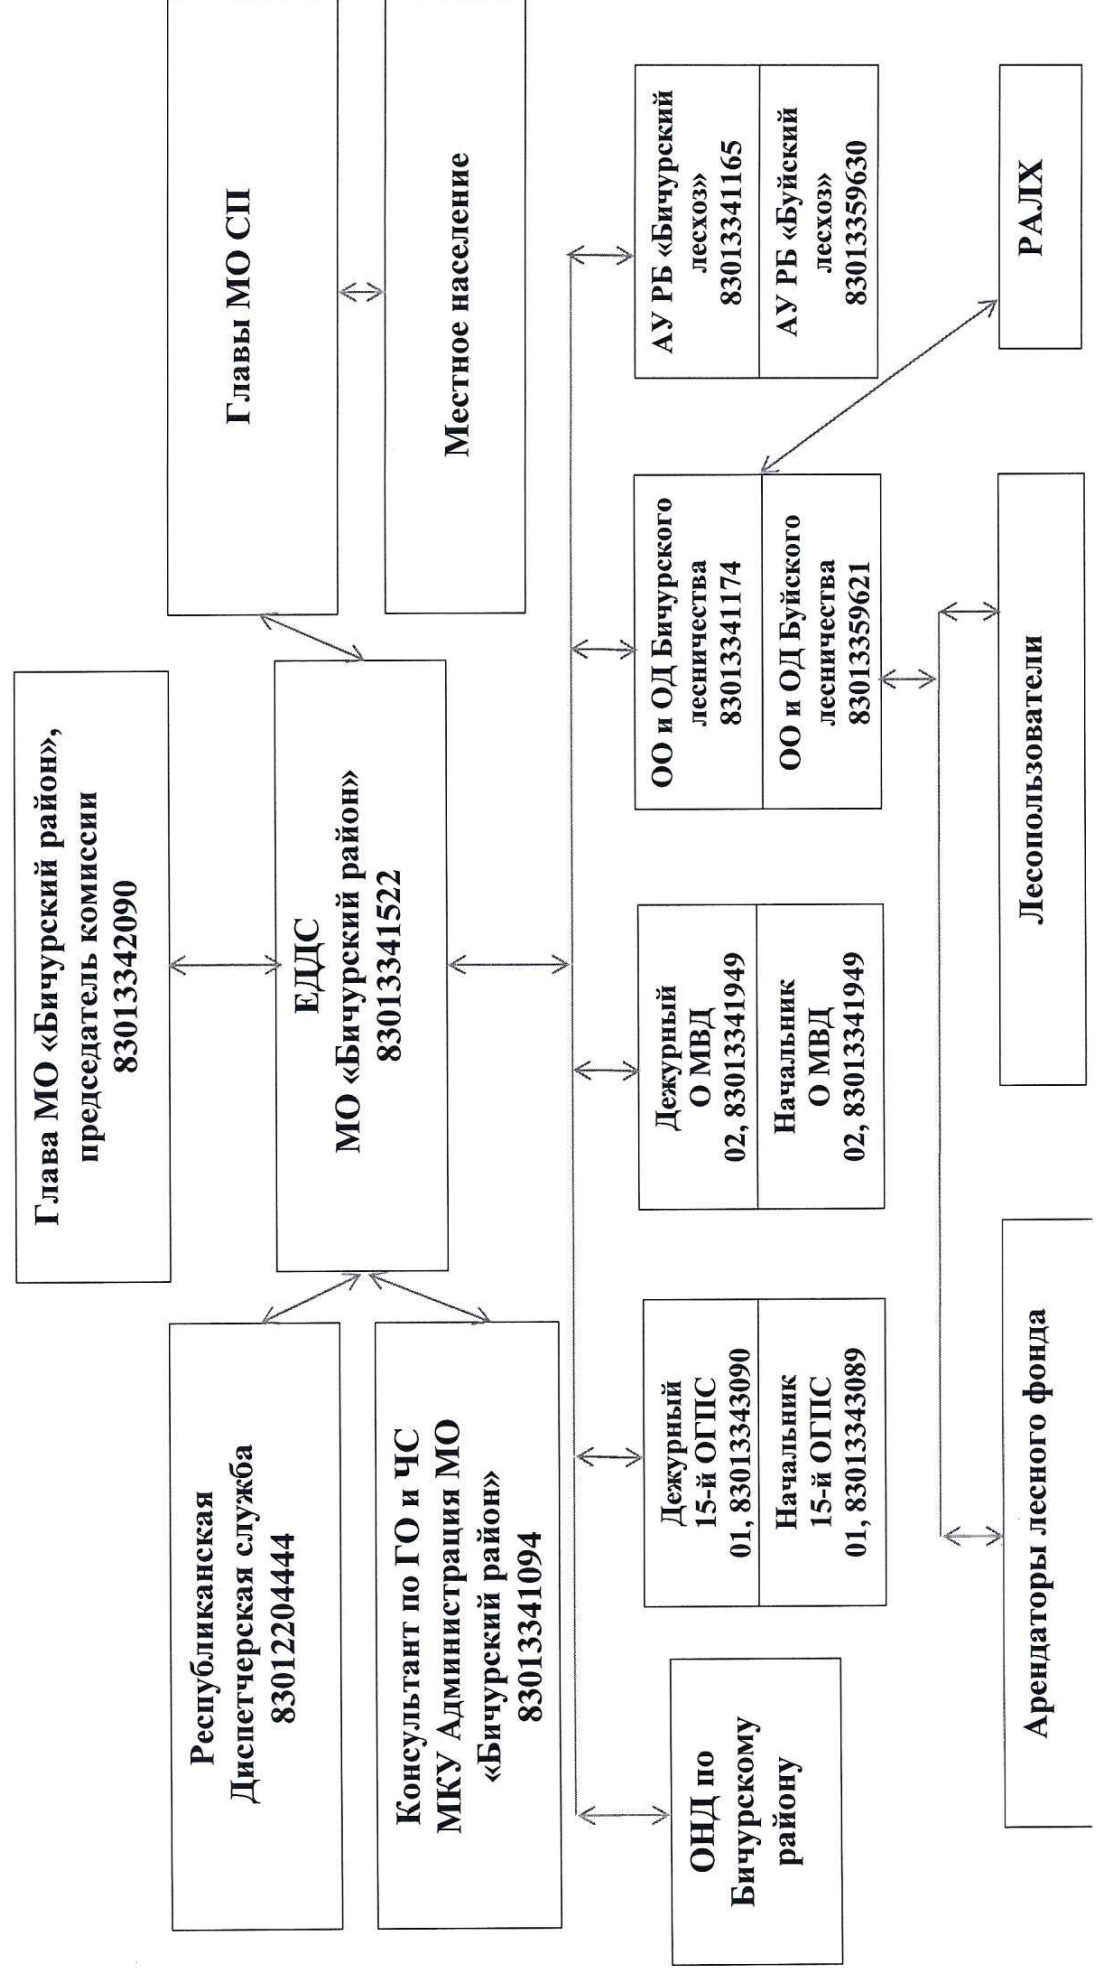 Глава МО «Бичурский район»,
председатель комиссии
83013342090
Республиканская
Диспетчерская служба
83012204444
ЕДДС
МО «Бичурский район»
83013341522
Главы МО СП
Консультант по ГО и ЧС
МКУ Администрация МО
«Бичурский район»
83013341094
Местное население
ОНД по
Бичурскому
району
Дежурный
15-й ОГПС
01, 83013343090
Начальник
15-й ОГПС
01, 83013343089
Дежурный
О МВД
02, 83013341949
Начальник
О МВД
02, 83013341949
ОО и ОД Бичурского
лесничества
83013341174
ОО и ОД Буйского
лесничества
83013359621
АУ РБ «Бичурский
лесхоз»
83013341165
АУ РБ «Буйский
лесхоз»
83013359630
Арендаторы лесного фонда
Лесопользователи
РАЛХ